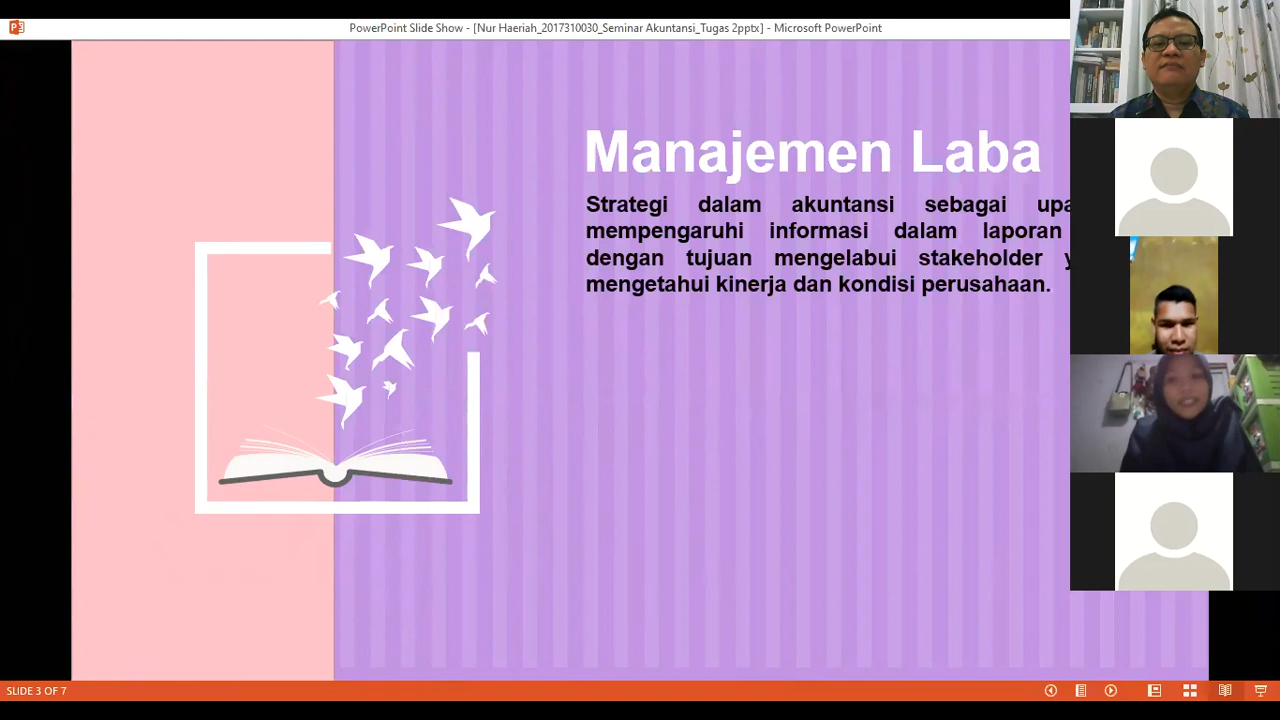 PowerPoint Slide Show - [Nur Haeriah_2017310030_Seminar Akuntansi_Tugas 2pptx] - Microsoft PowerPoint
Manajemen Laba
Strategi dalam akuntansi sebagai
mempengaruhi informasi dalam laporan
dengan tujuan mengelabui stakeholder
mengetahui kinerja dan kondisi perusahaan.
SLIDE 3 OF 7